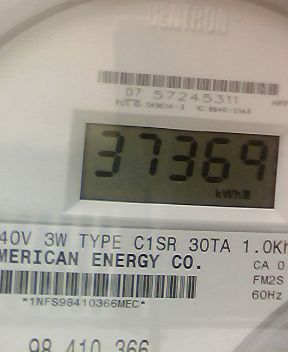 CENTRON
07 57245311
37369
kWh
40V 3W TYPE C1SR 30TA 1.0Kh
MERICAN ENERGY CO.
CA 0
FM2S
60Hz
*1NFS98410366MEC*
98 410 366